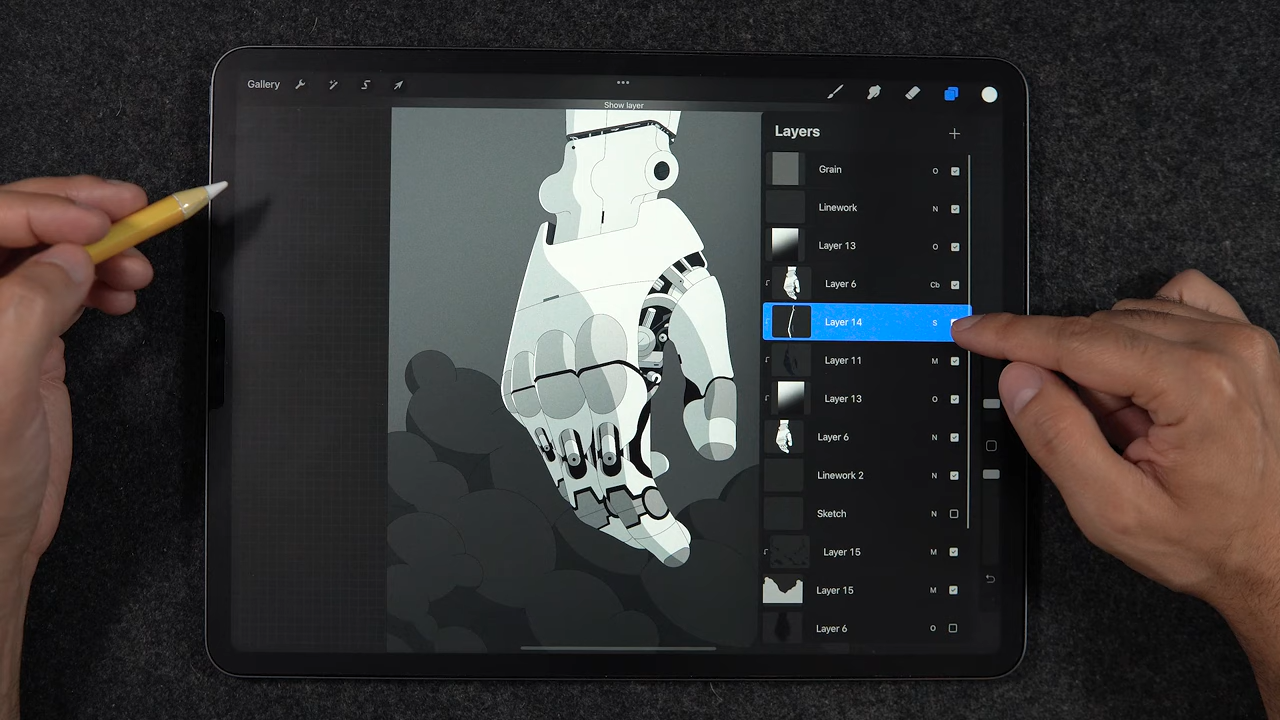 Gallery
Show layer
Layers
Grain O
Linework N
Layer 13 O
Layer 6 Cb
Layer 14 S
Layer 11 M
Layer 13 O
Layer 6 N
Linework 2 N
Sketch N
Layer 15 M
Layer 15 M
Layer 6 O